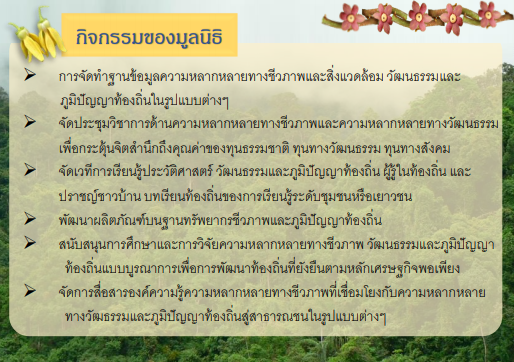 กิจกรรมของมูลนิธิ
การจัดทำฐานข้อมูลความหลากหลายทางชีวภาพและสิ่งแวดล้อม วัฒนธรรมและ
ภูมิปัญญาท้องถิ่นในรูปแบบต่างๆ
จัดประชุมวิชาการด้านความหลากหลายทางชีวภาพและความหลากหลายทางวัฒนธรรม
เพื่อกระตุ้นจิตสำนึกถึงคุณค่าของทุนธรรมชาติ ทุนทางวัฒนธรรม ทุนทางสังคม
จัดเวทีการเรียนรู้ประวัติศาสตร์ วัฒนธรรมและภูมิปัญญาท้องถิ่น ผู้รู้ในท้องถิ่น และ
ปราชญ์ชาวบ้าน บทเรียนท้องถิ่นของการเรียนรู้ระดับชุมชนหรือเยาวชน
พัฒนาผลิตภัณฑ์บนฐานทรัพยากรชีวภาพและภูมิปัญญาท้องถิ่น
สนับสนุนการศึกษาและการวิจัยความหลากหลายทางชีวภาพ วัฒนธรรมและภูมิปัญญา
ท้องถิ่นแบบบูรณาการเพื่อการพัฒนาท้องถิ่นที่ยั่งยืนตามหลักเศรษฐกิจพอเพียง
จัดการสื่อสารองค์ความรู้ความหลากหลายทางชีวภาพที่เชื่อมโยงกับความหลากหลาย
ทางวัฒธรรมและภูมิปัญญาท้องถิ่นสู่สาธารณชนในรูปแบบต่างๆ